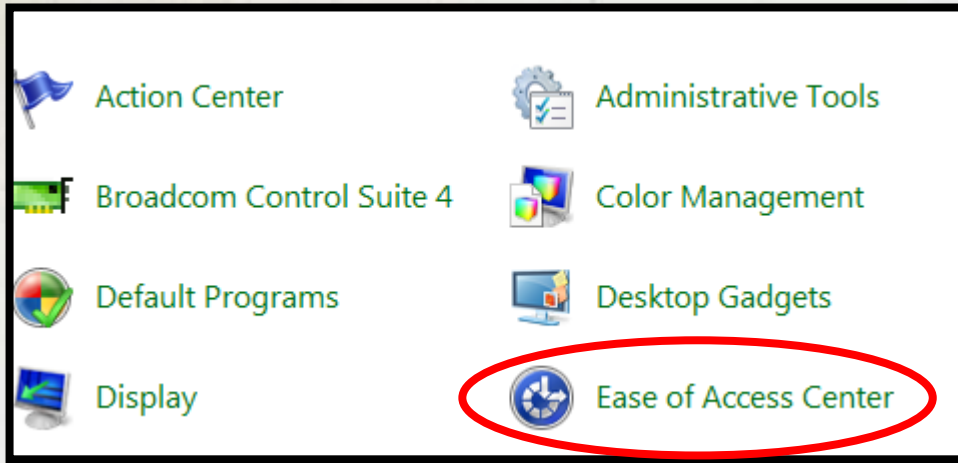 Action Center
Administrative Tools
Broadcom Control Suite 4
Color Management
Default Programs
Desktop Gadgets
Display
Ease of Access Center